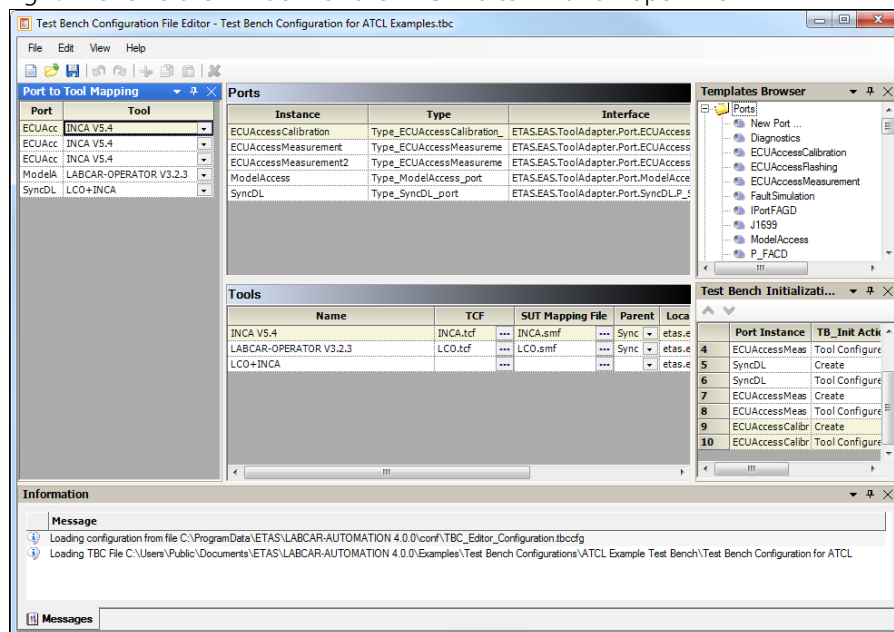 Test Bench Configuration File Editor - Test Bench Configuration for ATCL Examples.tbc
File Edit View Help
Port to Tool Mapping
Port Tool
ECUAcc INCA V5.4
ECUAcc INCA V5.4
ECUAcc INCA V5.4
ModelA LABCAR-OPERATOR V3.2.3
SyncDL LCO+INCA
Ports
Instance Type Interface
ECUAccessCalibration Type_ECUAccessCalibration_ ETAS.EAS.ToolAdapter.Port.ECUAccess
ECUAccessMeasurement Type_ECUAccessMeasureme ETAS.EAS.ToolAdapter.Port.ECUAccess
ECUAccessMeasurement2 Type_ECUAccessMeasureme ETAS.EAS.ToolAdapter.Port.ECUAccess
ModelAccess Type_ModelAccess_port ETAS.EAS.ToolAdapter.Port.ModelAcce
SyncDL Type_SyncDL_port ETAS.EAS.ToolAdapter.Port.SyncDL.P_S
Tools
Name TCF SUT Mapping File Parent Loca
INCA V5.4 INCA.tcf ... INCA.smf ... Sync etas.e
LABCAR-OPERATOR V3.2.3 LCO.tcf ... LCO.smf ... Sync etas.e
LCO+INCA ... ... etas.e
Templates Browser
Ports
New Port ...
Diagnostics
ECUAccessCalibration
ECUAccessFlashing
ECUAccessMeasurement
FaultSimulation
IPortFAGD
J1699
ModelAccess
P_FACD
Test Bench Initializati...
Port Instance TB_Init Actic
4 ECUAccessMeas Tool Configure
5 SyncDL Create
6 SyncDL Tool Configure
7 ECUAccessMeas Create
8 ECUAccessMeas Tool Configure
9 ECUAccessCalibr Create
10 ECUAccessCalibr Tool Configure
Information
Message
Loading configuration from file C:\ProgramData\ETAS\LABCAR-AUTOMATION 4.0.0\conf\TBC_Editor_Configuration.tbccfg
Loading TBC File C:\Users\Public\Documents\ETAS\LABCAR-AUTOMATION 4.0.0\Examples\Test Bench Configurations\ATCL Example Test Bench\Test Bench Configuration for ATCL
Messages